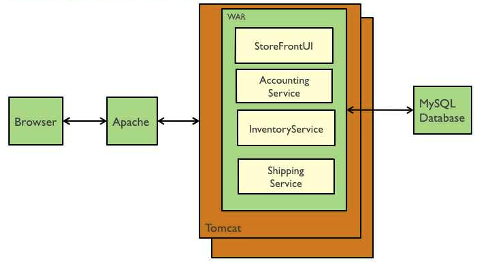 WAR
StoreFrontUI
Accounting
Service
InventoryService
Shipping
Service
Browser
Apache
MySQL
Database
Tomcat